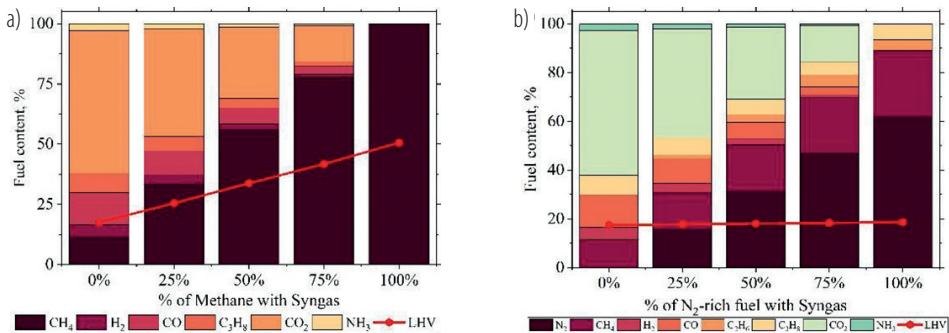 a)
Fuel content, %
100
75
50
25
0
0% 25% 50% 75% 100%
% of Methane with Syngas
CH₄ H₂ CO C₃H₈ CO₂ NH₃ LHV
b)
Fuel content, %
100
80
60
40
20
0
0% 25% 50% 75% 100%
% of N₂-rich fuel with Syngas
N₂ CH₄ H₂ CO C₂H₆ CO₂ NH₃ LHV